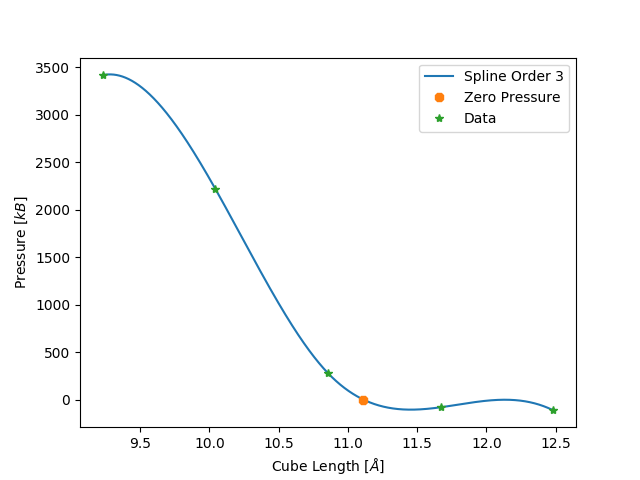 Spline Order 3
Zero Pressure
Data
Pressure [kB]
3500
3000
2500
2000
1500
1000
500
0
9.5 10.0 10.5 11.0 11.5 12.0 12.5
Cube Length [Å]